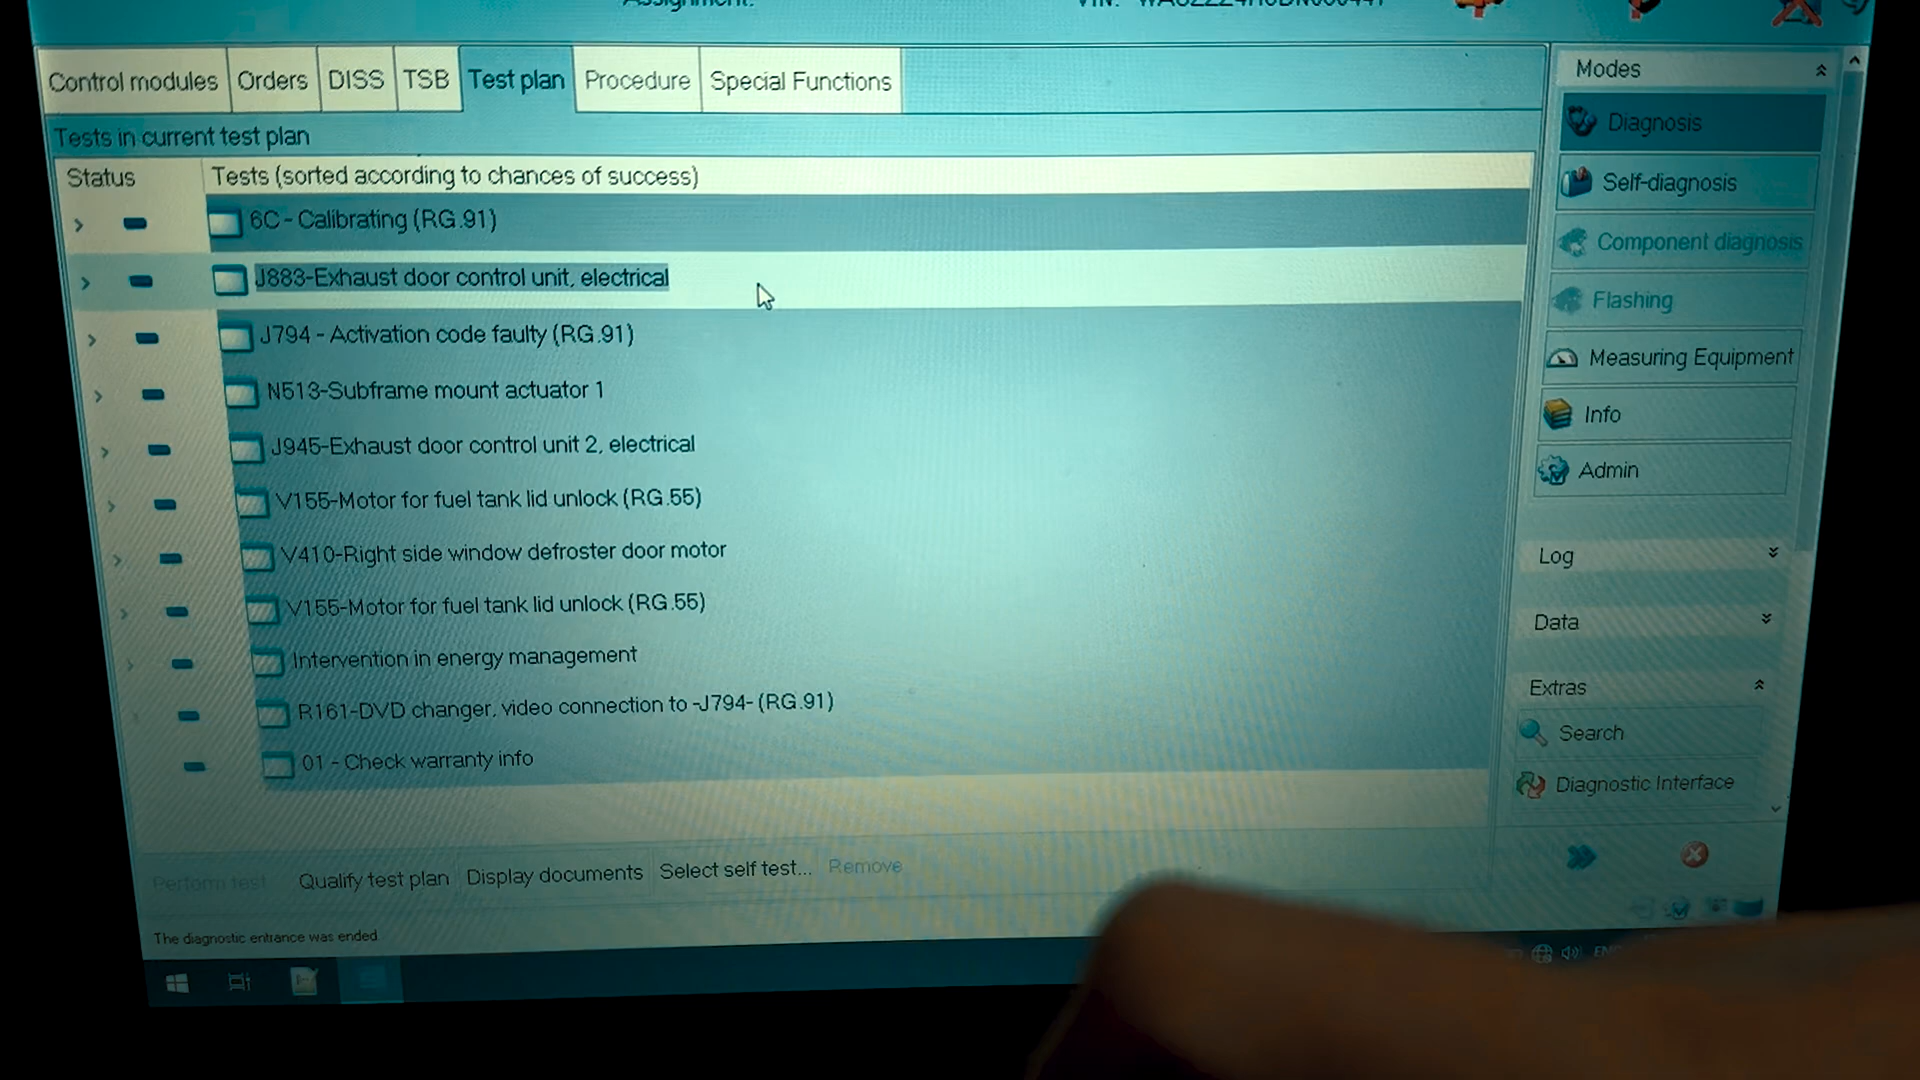 Assignment:
VIN:
Control modules
Orders
DISS
TSB
Test plan
Procedure
Special Functions
Tests in current test plan
Status
Tests (sorted according to chances of success)
6C - Calibrating (RG.91)
J883-Exhaust door control unit, electrical
J794 - Activation code faulty (RG.91)
N513-Subframe mount actuator 1
J945-Exhaust door control unit 2, electrical
V155-Motor for fuel tank lid unlock (RG.55)
V410-Right side window defroster door motor
V155-Motor for fuel tank lid unlock (RG.55)
Intervention in energy management
R161-DVD changer, video connection to -J794- (RG.91)
01 - Check warranty info
Perform test
Qualify test plan
Display documents
Select self test...
Remove
The diagnostic entrance was ended
Modes
Diagnosis
Self-diagnosis
Component diagnosis
Flashing
Measuring Equipment
Info
Admin
Log
Data
Extras
Search
Diagnostic Interface